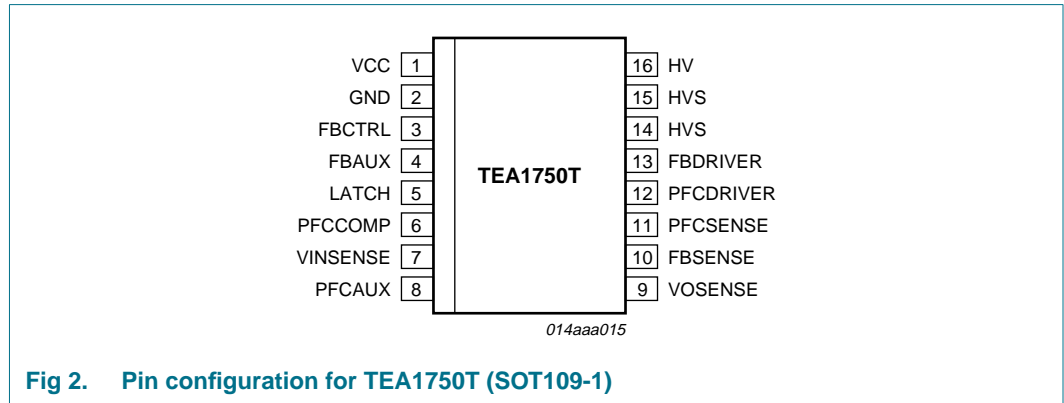 VCC 1 16 HV
GND 2 15 HVS
FBCTRL 3 14 HVS
FBAUX 4 13 FBDRIVER
TEA1750T
LATCH 5 12 PFCDRIVER
PFCCOMP 6 11 PFCSENSE
VINSENSE 7 10 FBSENSE
PFCAUX 8 9 VOSENSE
014aaa015
Fig 2. Pin configuration for TEA1750T (SOT109-1)